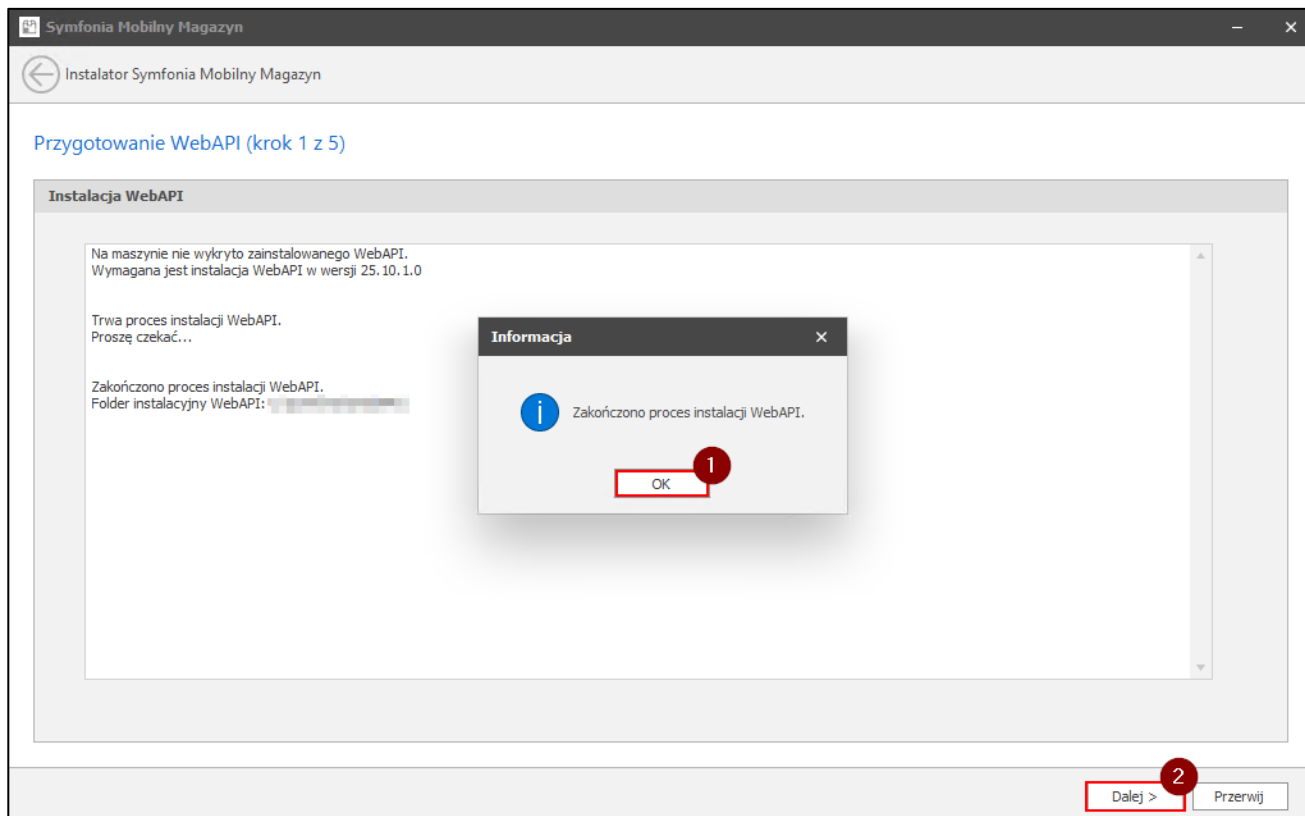 Symfonia Mobilny Magazyn
Instalator Symfonia Mobilny Magazyn
Przygotowanie WebAPI (krok 1 z 5)
Instalacja WebAPI
Na maszynie nie wykryto zainstalowanego WebAPI.
Wymagana jest instalacja WebAPI w wersji 25.10.1.0
Trwa proces instalacji WebAPI.
Proszę czekać...
Zakończono proces instalacji WebAPI.
Folder instalacyjny WebAPI:
Informacja
Zakończono proces instalacji WebAPI.
1
OK
2
Dalej >
Przerwij